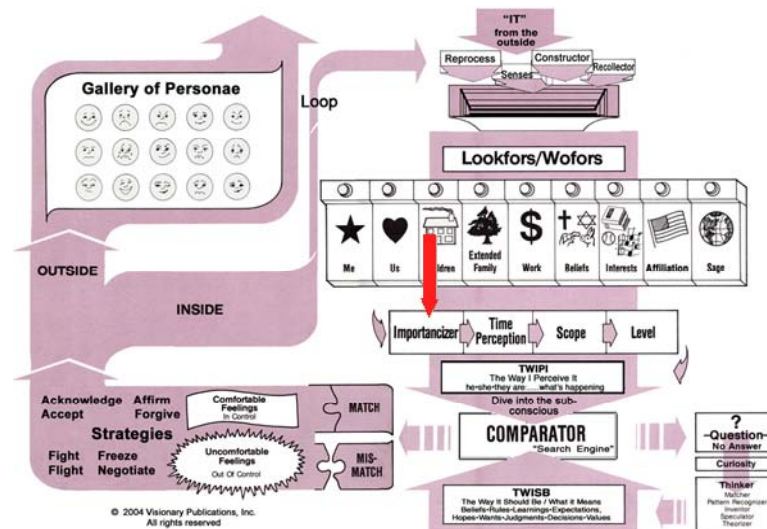 "IT"
from the
outside
Reprocess
Senses
Constructor
Recollector
Gallery of Personae
Loop
Lookfors/Wofors
Me
Us
ldren
Extended
Family
$
Work
Beliefs
Interests
Affiliation
Sage
OUTSIDE
INSIDE
Importancizer
Time
Perception
Scope
Level
TWIPI
The Way I Perceive It
he•she•they are.....what's happening
Dive into the sub-
conscious
Acknowledge Affirm
Accept Forgive
Strategies
Fight Freeze
Flight Negotiate
Comfortable
Feelings
In Control
Uncomfortable
Feelings
Out Of Control
MATCH
MIS-
MATCH
COMPARATOR
"Search Engine"
?
-Question-
No Answer
Curiosity
Thinker
Matcher
Pattern Recognizer
Inventor
Speculator
Theorizer
TWISB
The Way It Should Be / What it Means
Beliefs•Rules•Learnings•Expectations,
Hopes•Wants•Judgments•Decisions•Values
© 2004 Visionary Publications, Inc.
All rights reserved